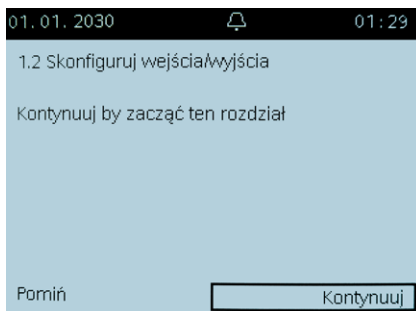 01. 01. 2030 01:29
1.2 Skonfiguruj wejścia/wyjścia
Kontynuuj by zacząć ten rozdział
Pomiń Kontynuuj